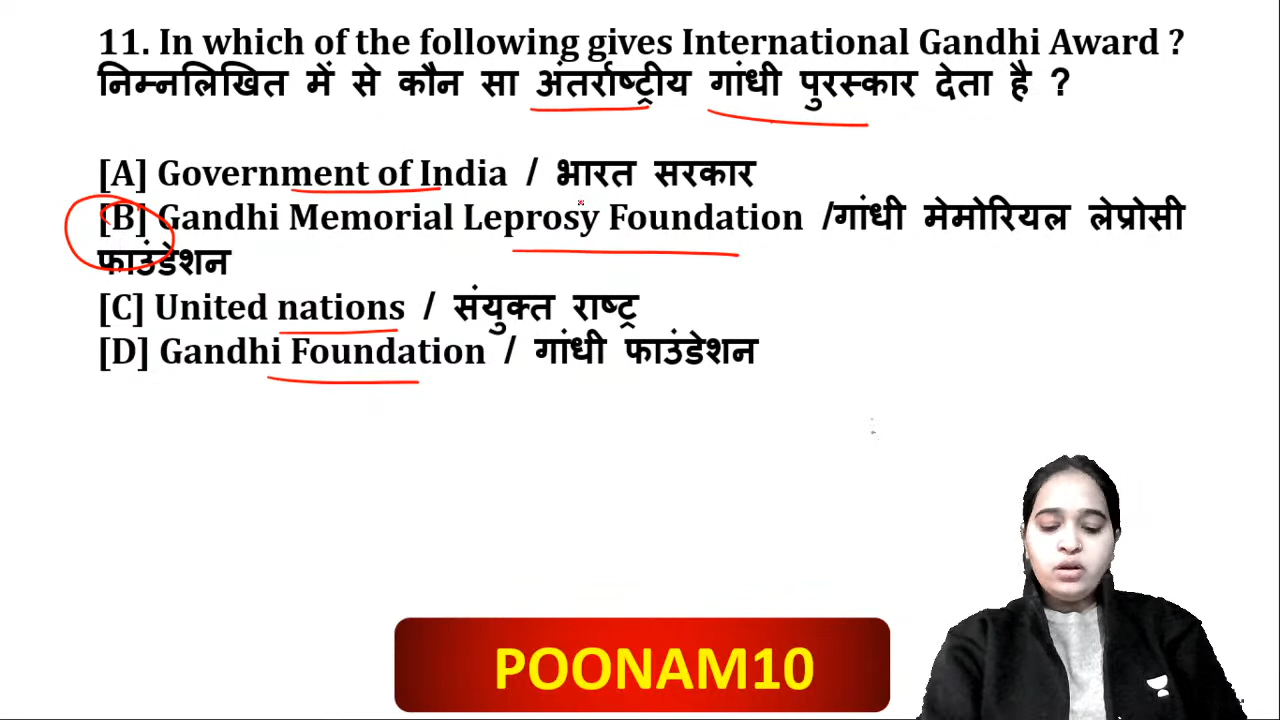 11. In which of the following gives International Gandhi Award ?
निम्नलिखित में से कौन सा अंतर्राष्ट्रीय गांधी पुरस्कार देता है ?
[A] Government of India / भारत सरकार
[B] Gandhi Memorial Leprosy Foundation /गांधी मेमोरियल लेप्रोसी
फाउंडेशन
[C] United nations / संयुक्त राष्ट्र
[D] Gandhi Foundation / गांधी फाउंडेशन
POONAM10